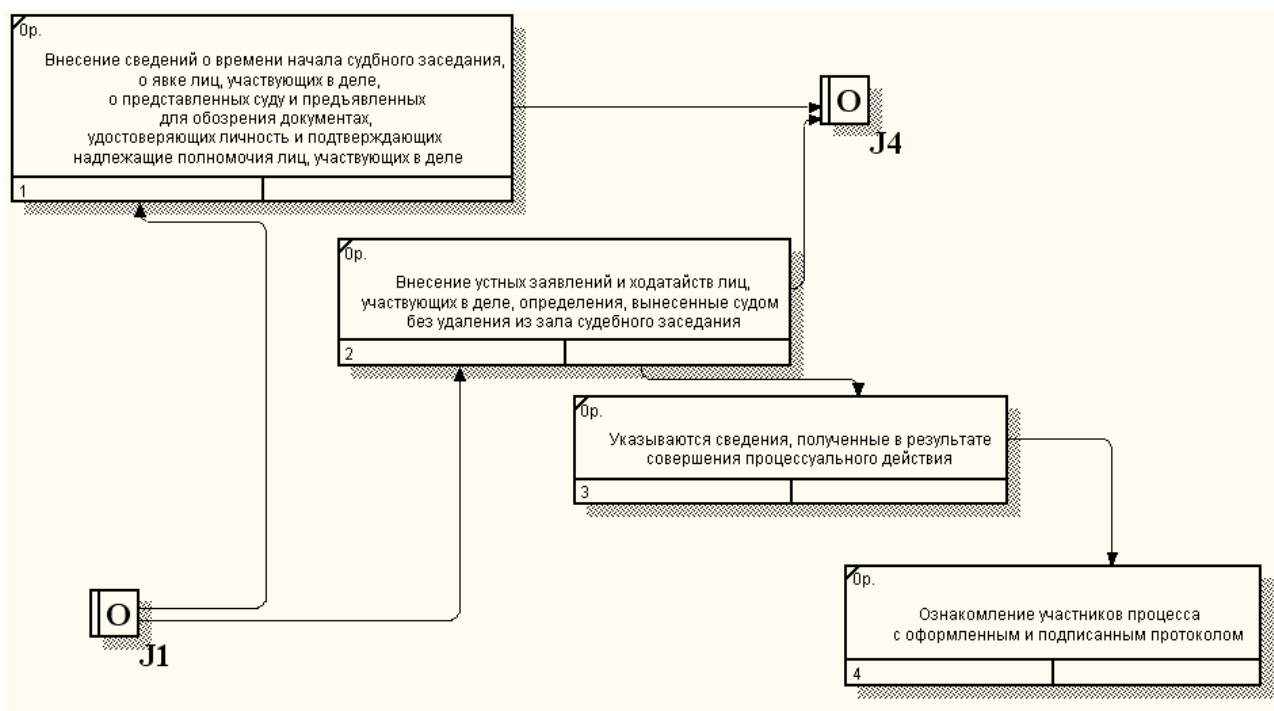 0р.
Внесение сведений о времени начала судбного заседания,
о явке лиц, участвующих в деле,
о представленных суду и предъявленных
для обозрения документах,
удостоверяющих личность и подтверждающих
надлежащие полномочия лиц, участвующих в деле
1
O
J4
0р.
Внесение устных заявлений и ходатайств лиц,
участвующих в деле, определения, вынесенные судом
без удаления из зала судебного заседания
2
0р.
Указываются сведения, полученные в результате
совершения процессуального действия
3
O
J1
0р.
Ознакомление участников процесса
с оформленным и подписанным протоколом
4